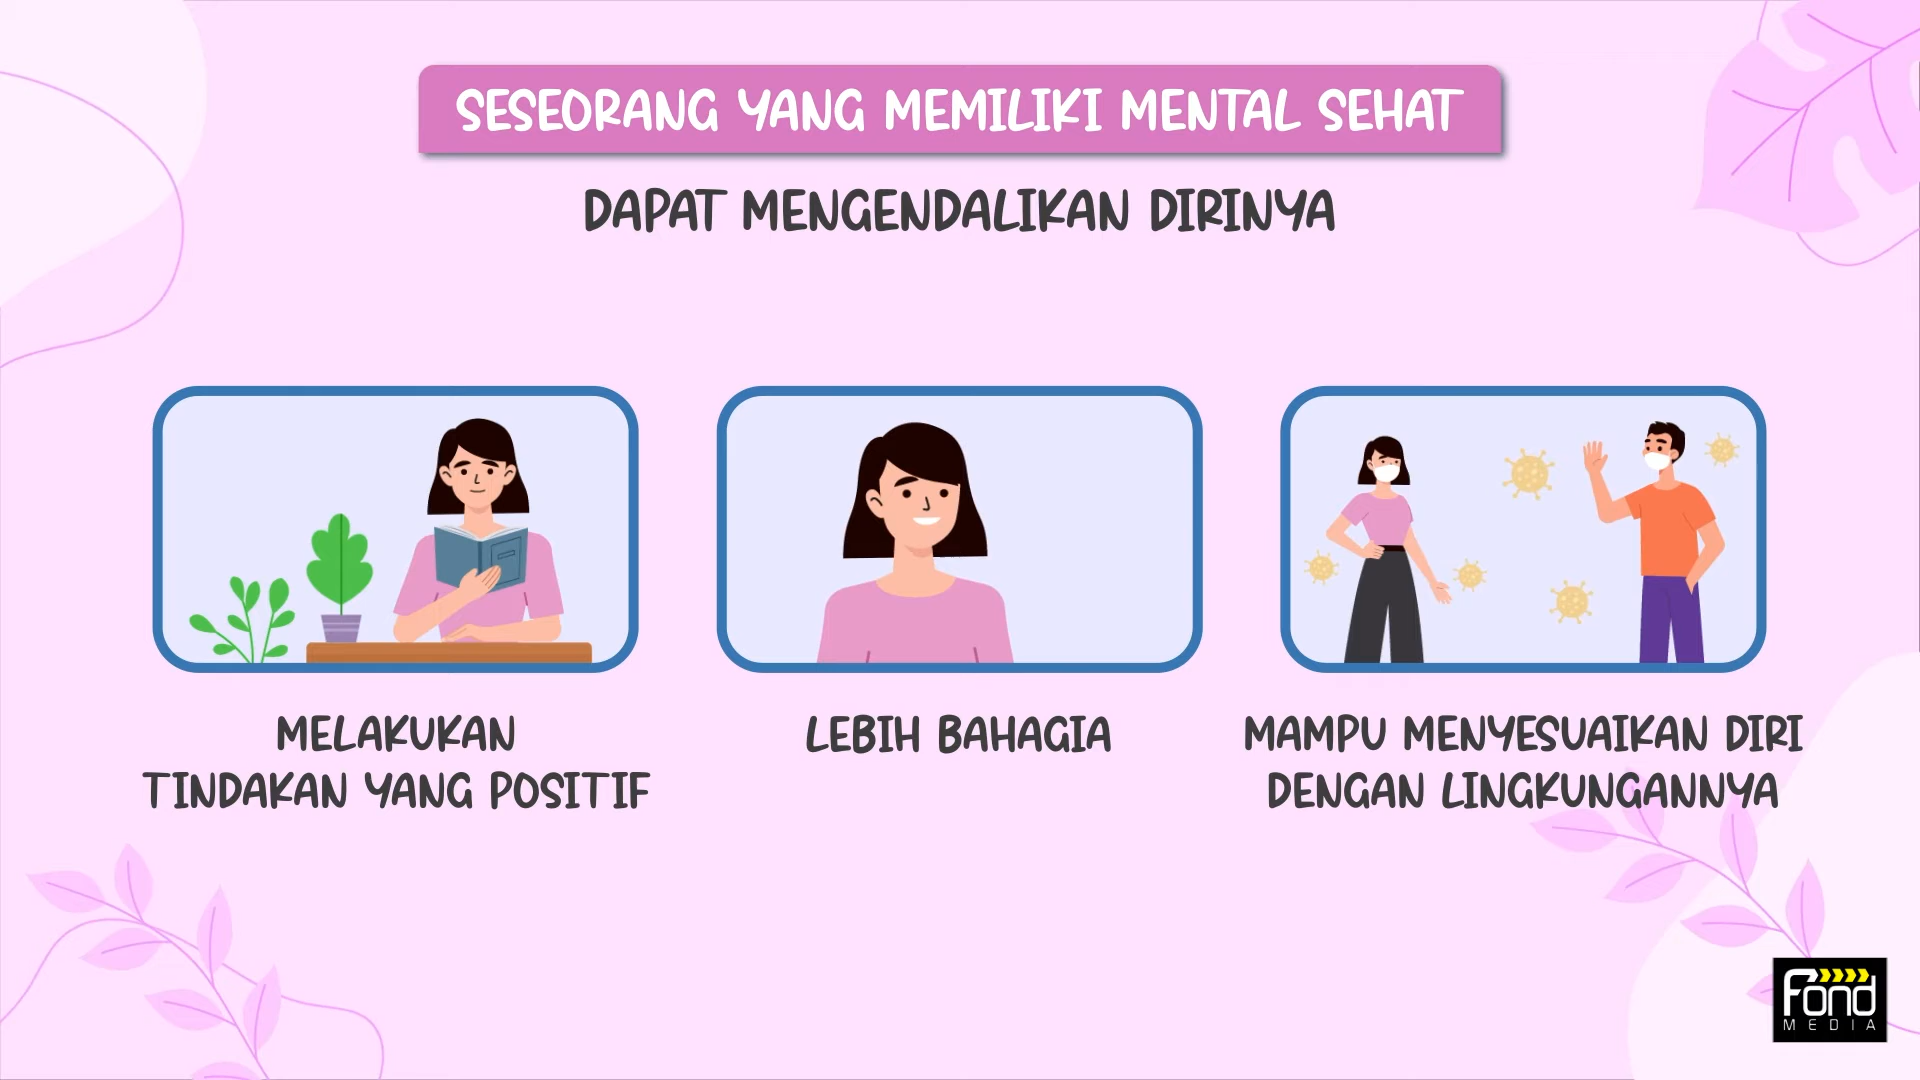 SESEORANG YANG MEMILIKI MENTAL SEHAT
DAPAT MENGENDALIKAN DIRINYA
MELAKUKAN
TINDAKAN YANG POSITIF
LEBIH BAHAGIA
MAMPU MENYESUAIKAN DIRI
DENGAN LINGKUNGANNYA
Fond
MEDIA